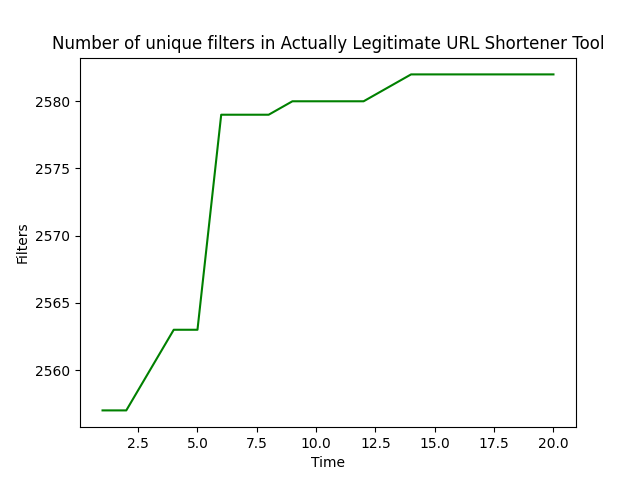 Number of unique filters in Actually Legitimate URL Shortener Tool
2580
2575
2570
2565
2560
Filters
2.5 5.0 7.5 10.0 12.5 15.0 17.5 20.0
Time